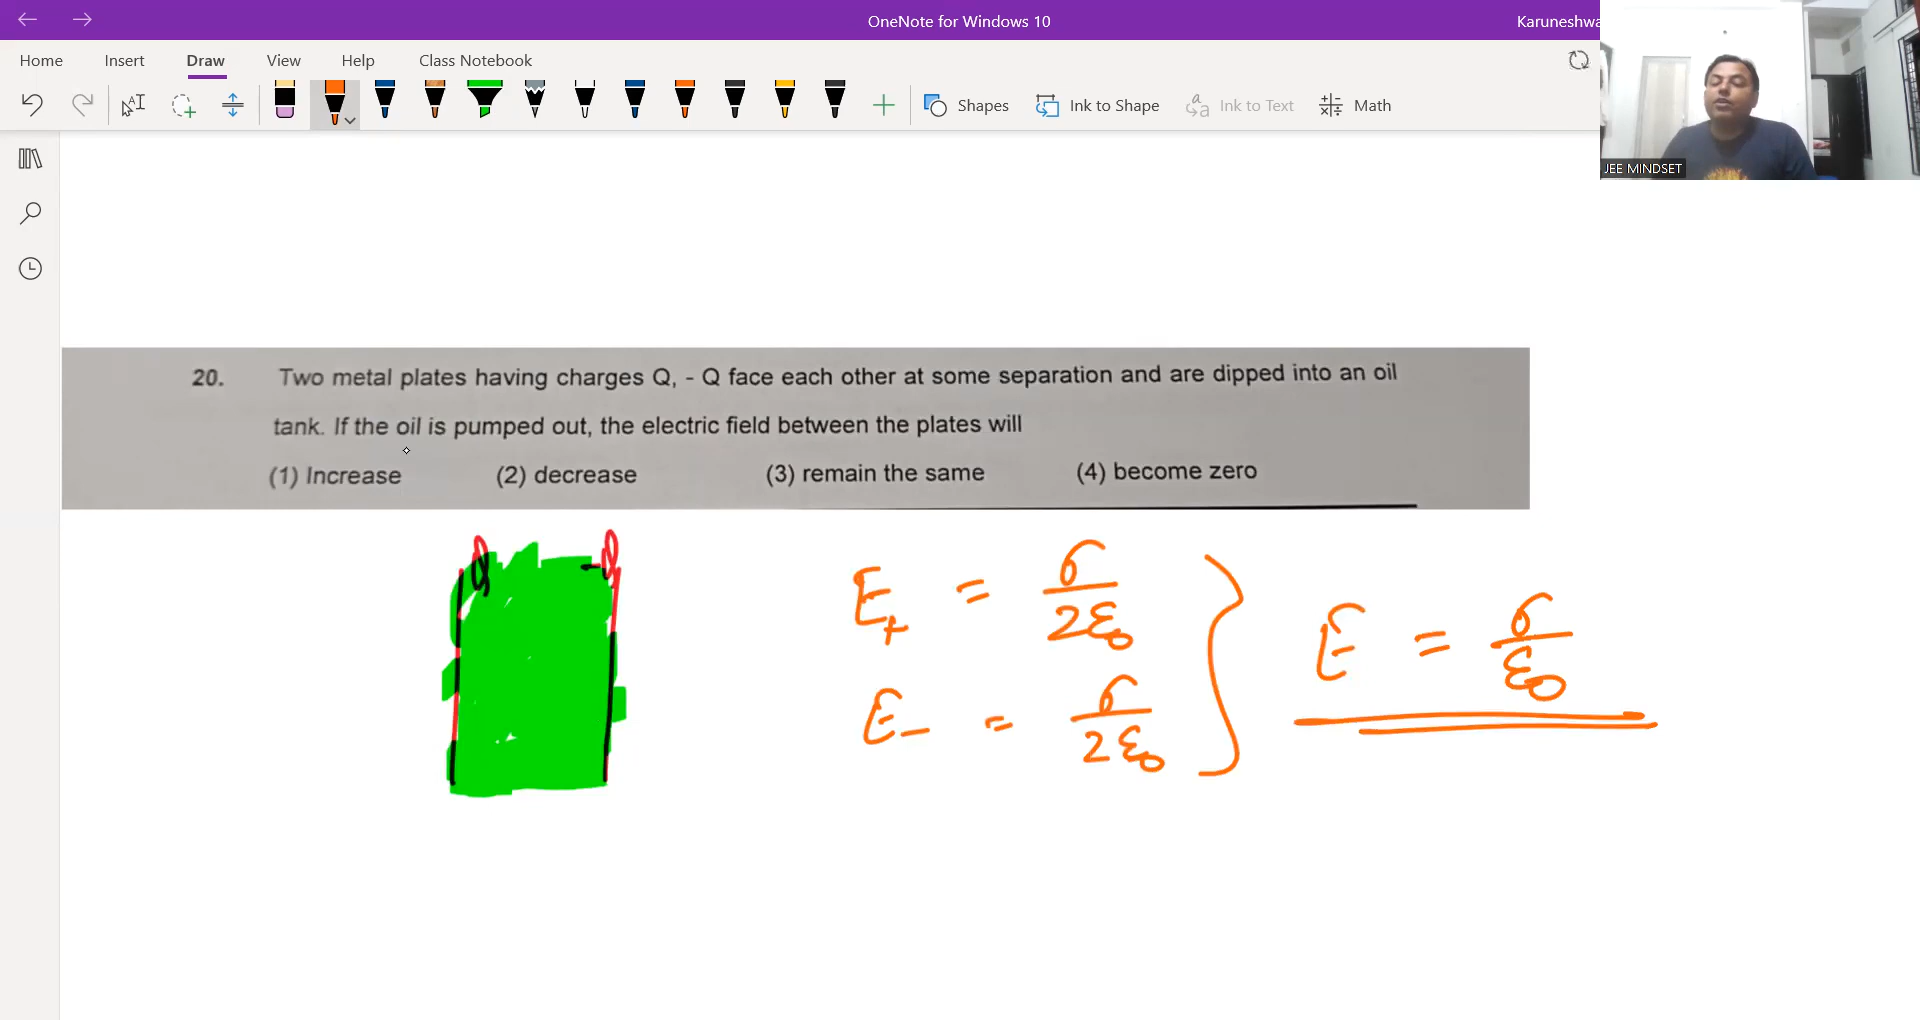 OneNote for Windows 10
Karuneshwa
Home Insert Draw View Help Class Notebook
Shapes Ink to Shape Ink to Text Math
JEE MINDSET
20. Two metal plates having charges Q, - Q face each other at some separation and are dipped into an oil
tank. If the oil is pumped out, the electric field between the plates will
(1) Increase (2) decrease (3) remain the same (4) become zero
Q -Q
E₊ = σ/2ε₀
E₋ = σ/2ε₀
E = σ/ε₀